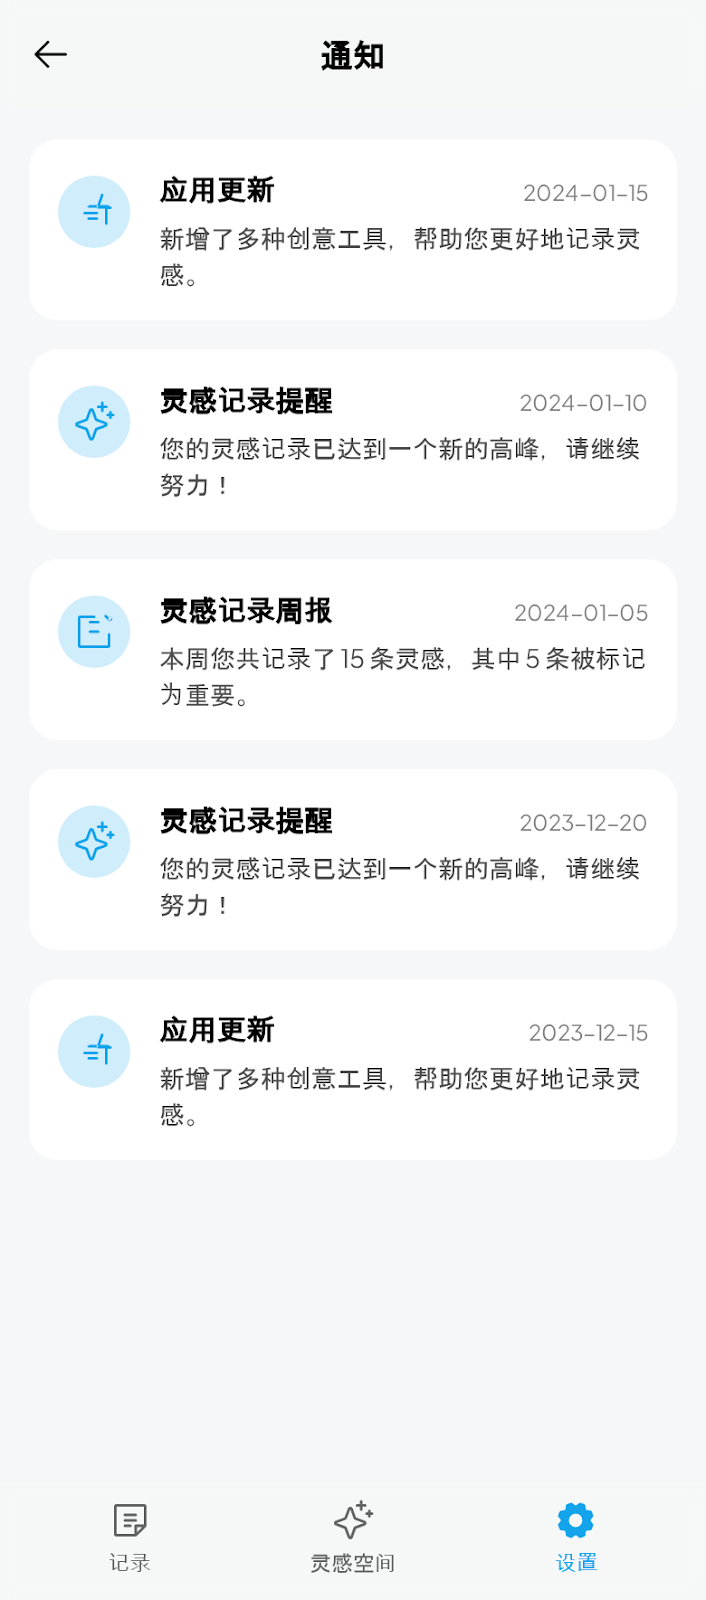 通知
应用更新
2024-01-15
新增了多种创意工具，帮助您更好地记录灵
感。
灵感记录提醒
2024-01-10
您的灵感记录已达到一个新的高峰，请继续
努力！
灵感记录周报
2024-01-05
本周您共记录了15条灵感，其中5条被标记
为重要。
灵感记录提醒
2023-12-20
您的灵感记录已达到一个新的高峰，请继续
努力！
应用更新
2023-12-15
新增了多种创意工具，帮助您更好地记录灵
感。
记录
灵感空间
设置